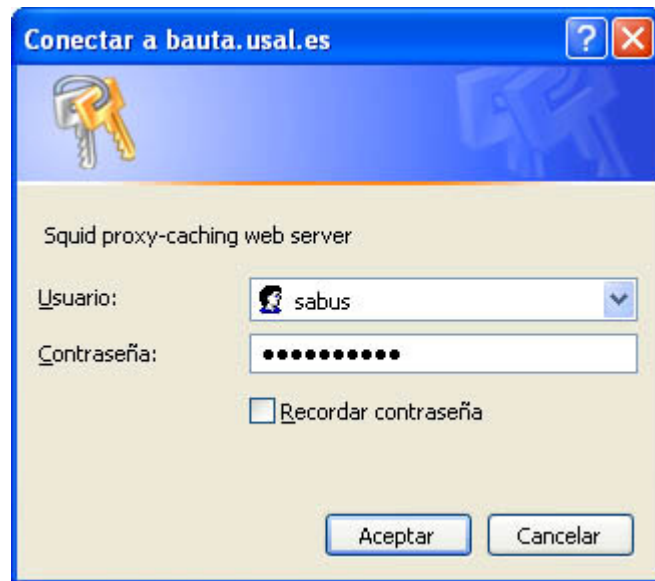 Conectar a bauta.usal.es
Squid proxy-caching web server
Usuario: sabus
Contraseña: ••••••••••
Recordar contraseña
Aceptar Cancelar